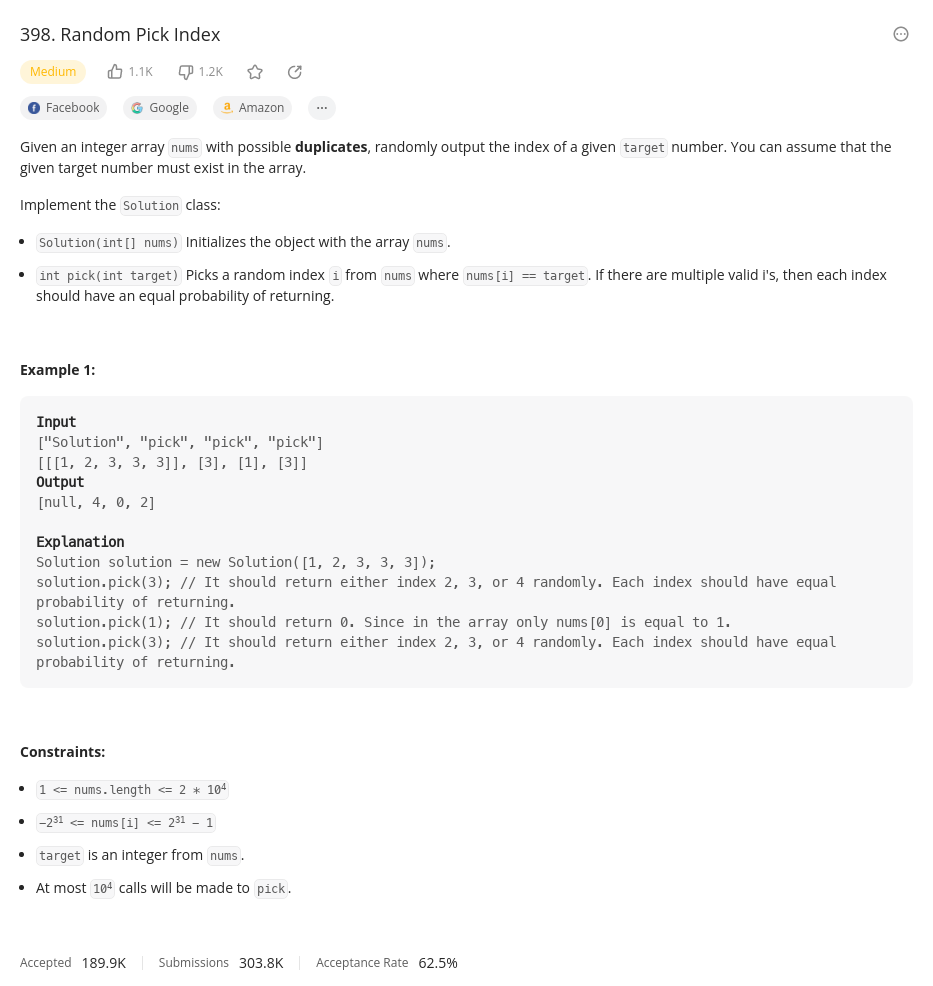 398. Random Pick Index
Medium 1.1K 1.2K
Facebook Google Amazon ...
Given an integer array nums with possible duplicates, randomly output the index of a given target number. You can assume that the
given target number must exist in the array.
Implement the Solution class:
• Solution(int[] nums) Initializes the object with the array nums.
• int pick(int target) Picks a random index i from nums where nums[i] == target. If there are multiple valid i's, then each index
should have an equal probability of returning.
Example 1:
Input
["Solution", "pick", "pick", "pick"]
[[[1, 2, 3, 3, 3]], [3], [1], [3]]
Output
[null, 4, 0, 2]
Explanation
Solution solution = new Solution([1, 2, 3, 3, 3]);
solution.pick(3); // It should return either index 2, 3, or 4 randomly. Each index should have equal
probability of returning.
solution.pick(1); // It should return 0. Since in the array only nums[0] is equal to 1.
solution.pick(3); // It should return either index 2, 3, or 4 randomly. Each index should have equal
probability of returning.
Constraints:
• 1 <= nums.length <= 2 * 10⁴
• −2³¹ <= nums[i] <= 2³¹ − 1
• target is an integer from nums.
• At most 10⁴ calls will be made to pick.
Accepted 189.9K Submissions 303.8K Acceptance Rate 62.5%